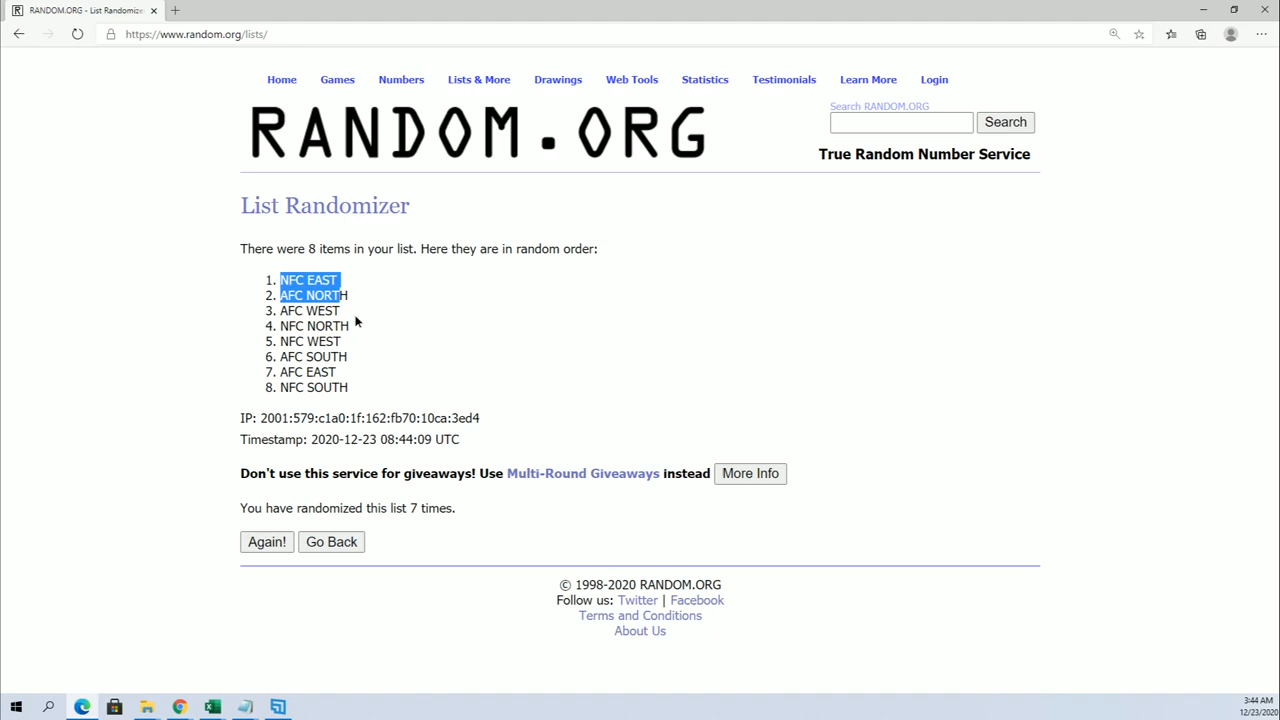 RANDOM.ORG - List Randomizer
https://www.random.org/lists/
Home Games Numbers Lists & More Drawings Web Tools Statistics Testimonials Learn More Login
RANDOM.ORG
Search RANDOM.ORG
Search
True Random Number Service
List Randomizer
There were 8 items in your list. Here they are in random order:
1. NFC EAST
2. AFC NORTH
3. AFC WEST
4. NFC NORTH
5. NFC WEST
6. AFC SOUTH
7. AFC EAST
8. NFC SOUTH
IP: 2001:579:c1a0:1f:162:fb70:10ca:3ed4
Timestamp: 2020-12-23 08:44:09 UTC
Don't use this service for giveaways! Use Multi-Round Giveaways instead More Info
You have randomized this list 7 times.
Again! Go Back
© 1998-2020 RANDOM.ORG
Follow us: Twitter | Facebook
Terms and Conditions
About Us
3:44 AM
12/23/2020